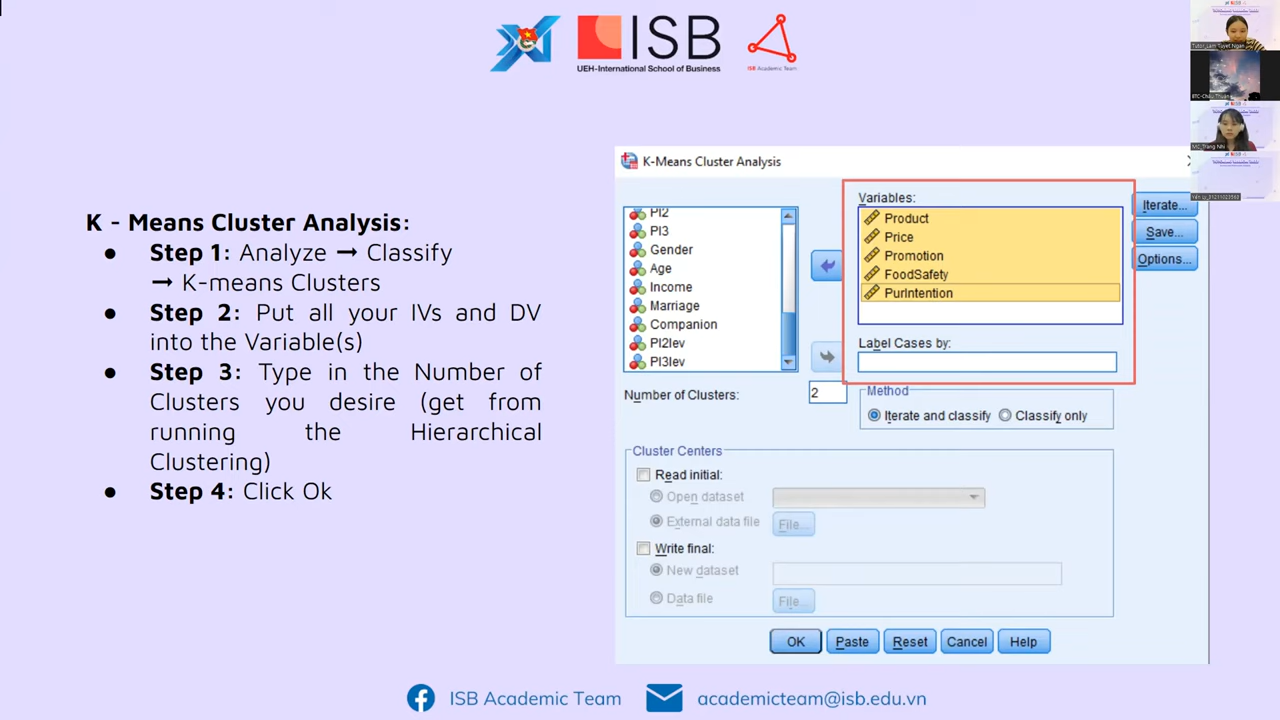 ISB
UEH-International School of Business
ISB Academic Team
Tutor_Lam Tuyet Ngan
MC_Trang Nhi
K-Means Cluster Analysis
K - Means Cluster Analysis:
● Step 1: Analyze → Classify
→ K-means Clusters
● Step 2: Put all your IVs and DV
into the Variable(s)
● Step 3: Type in the Number of
Clusters you desire (get from
running the Hierarchical
Clustering)
● Step 4: Click Ok
PI2
PI3
Gender
Age
Income
Marriage
Companion
PI2lev
PI3lev
Variables:
Product
Price
Promotion
FoodSafety
PurIntention
Label Cases by:
Iterate...
Save...
Options...
Number of Clusters: 2
Method
Iterate and classify Classify only
Cluster Centers
Read initial:
Open dataset
External data file File...
Write final:
New dataset
Data file File...
OK Paste Reset Cancel Help
ISB Academic Team academicteam@isb.edu.vn